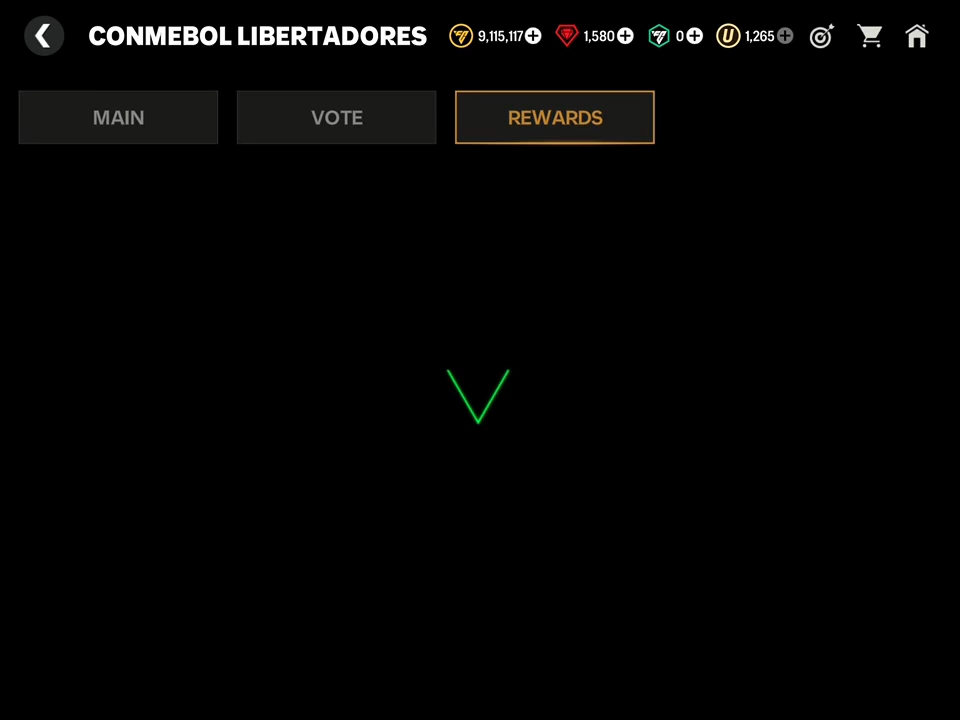 CONMEBOL LIBERTADORES 9,115,117 1,580 0 U 1,265
MAIN VOTE REWARDS